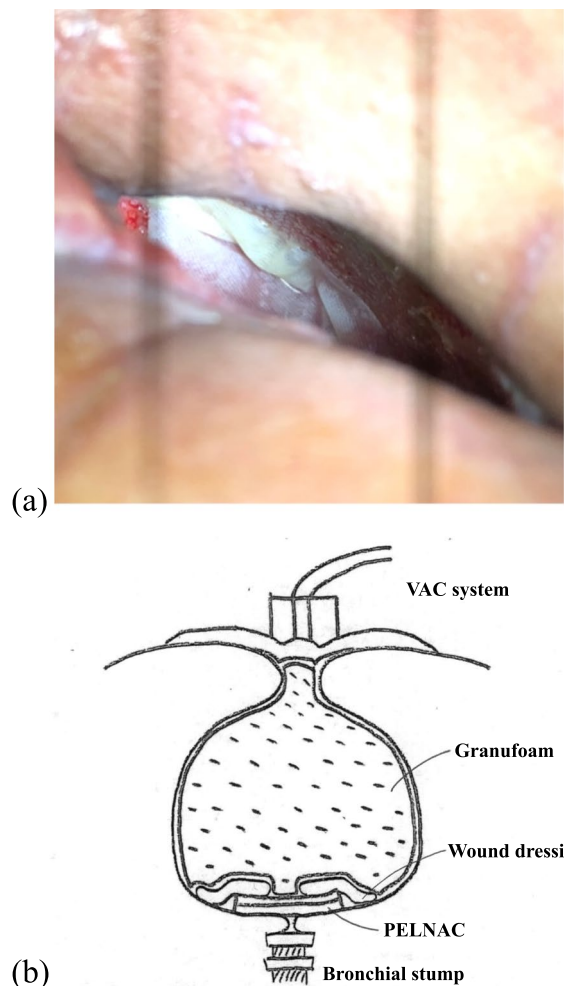 (a)
VAC system
Granufoam
Wound dressi
PELNAC
Bronchial stump
(b)